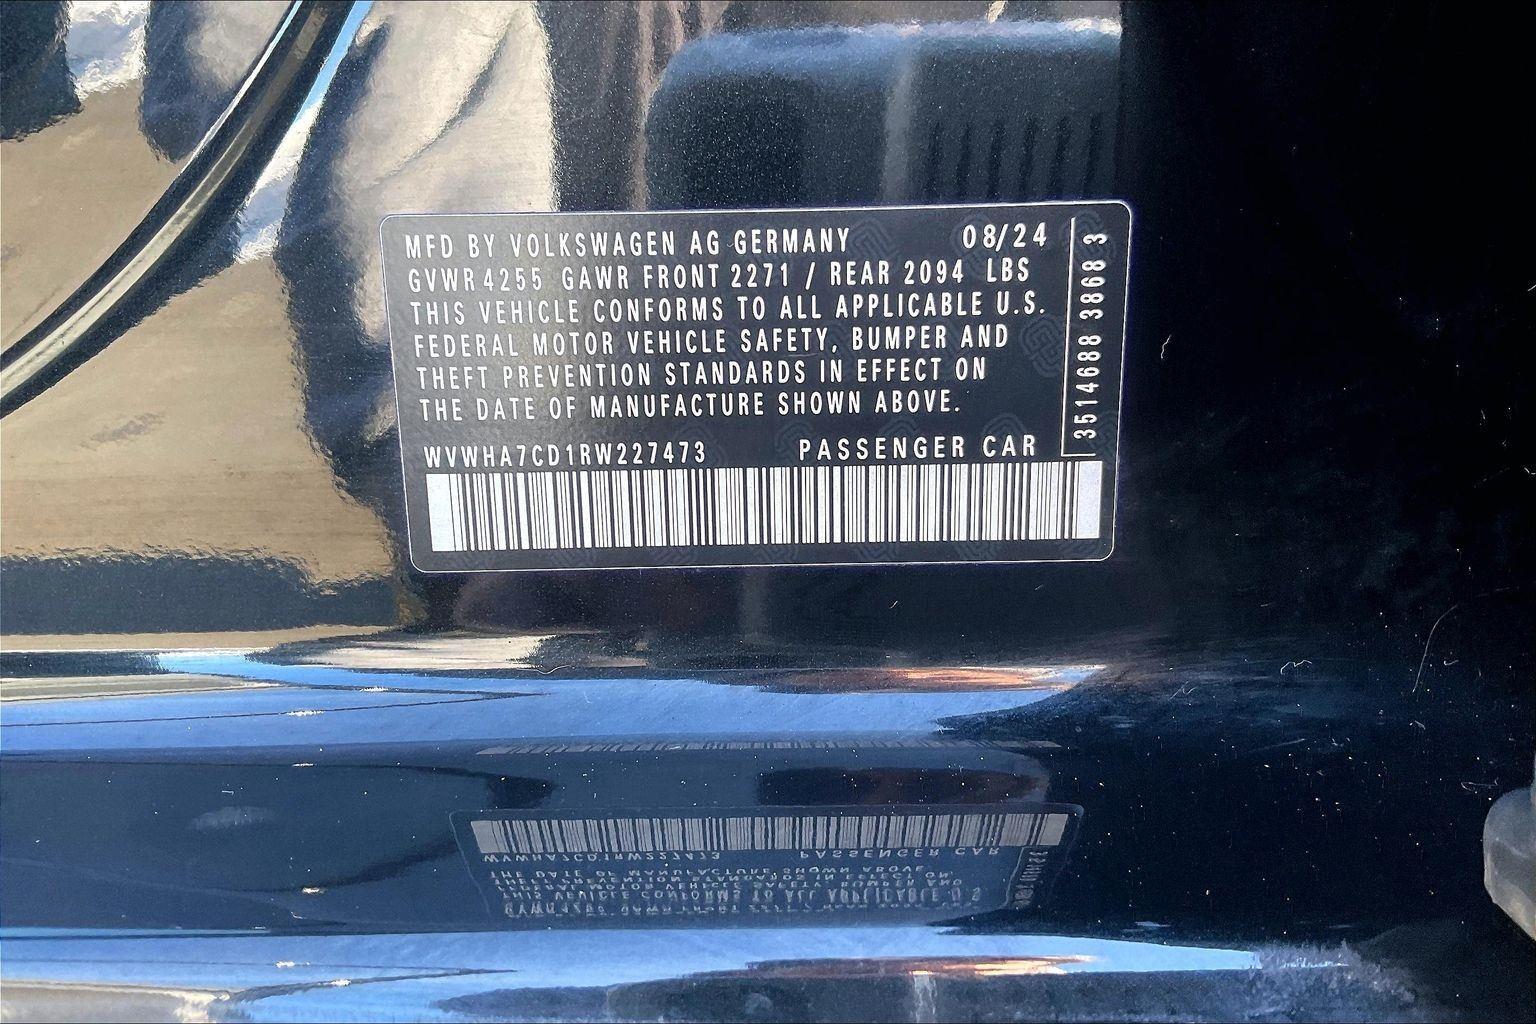 MFD BY VOLKSWAGEN AG GERMANY 08/24
GVWR 4255 GAWR FRONT 2271 / REAR 2094 LBS
THIS VEHICLE CONFORMS TO ALL APPLICABLE U.S.
FEDERAL MOTOR VEHICLE SAFETY, BUMPER AND
THEFT PREVENTION STANDARDS IN EFFECT ON
THE DATE OF MANUFACTURE SHOWN ABOVE.
WVWHA7CD1RW227473 PASSENGER CAR
3514688 3868 3